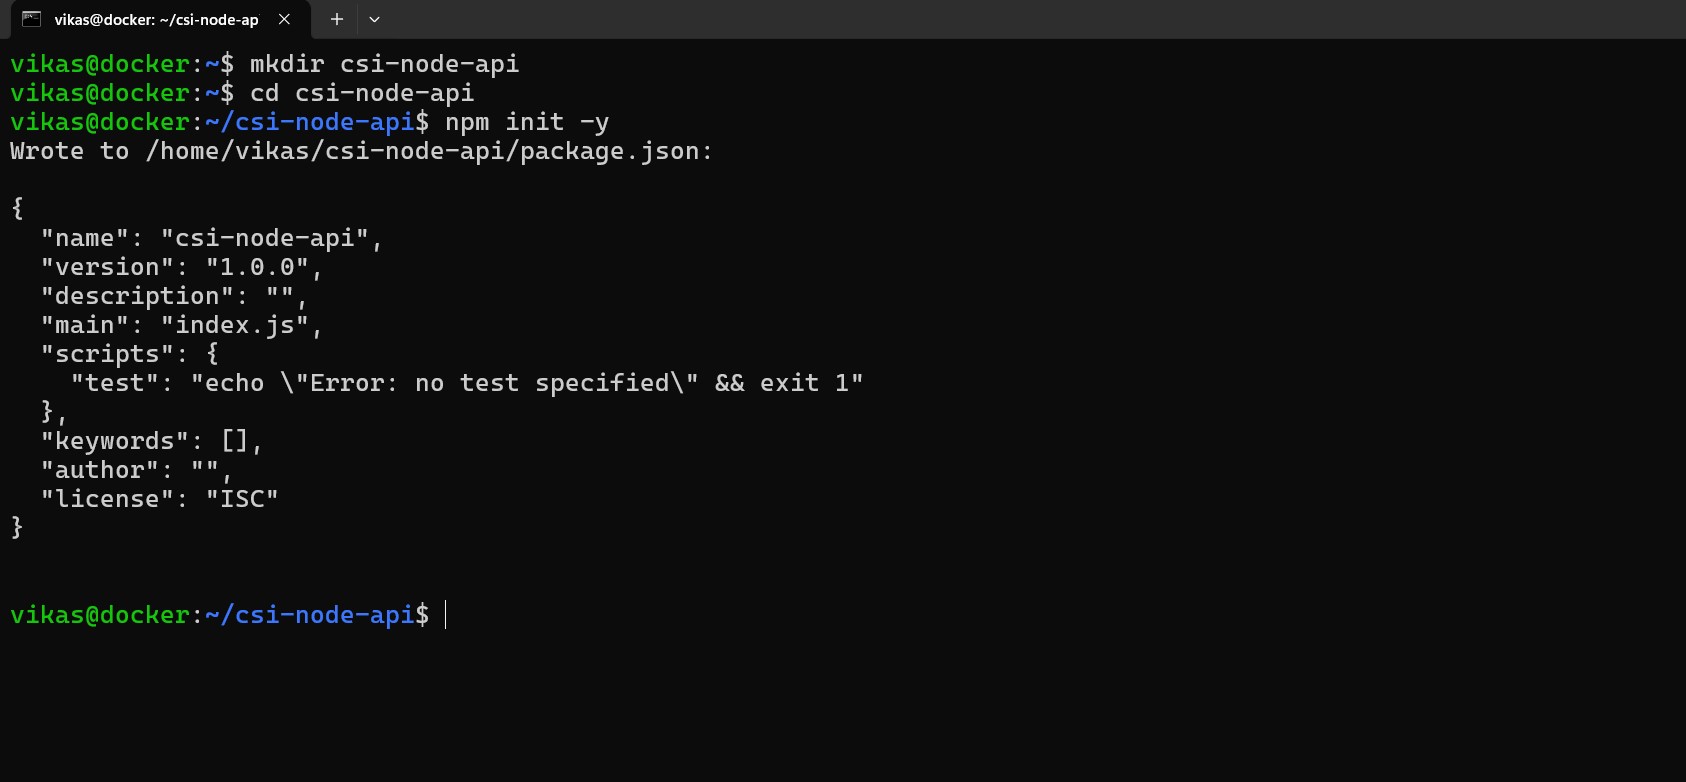 vikas@docker: ~/csi-node-ap
vikas@docker:~$ mkdir csi-node-api
vikas@docker:~$ cd csi-node-api
vikas@docker:~/csi-node-api$ npm init -y
Wrote to /home/vikas/csi-node-api/package.json:

{
  "name": "csi-node-api",
  "version": "1.0.0",
  "description": "",
  "main": "index.js",
  "scripts": {
    "test": "echo \"Error: no test specified\" && exit 1"
  },
  "keywords": [],
  "author": "",
  "license": "ISC"
}

vikas@docker:~/csi-node-api$